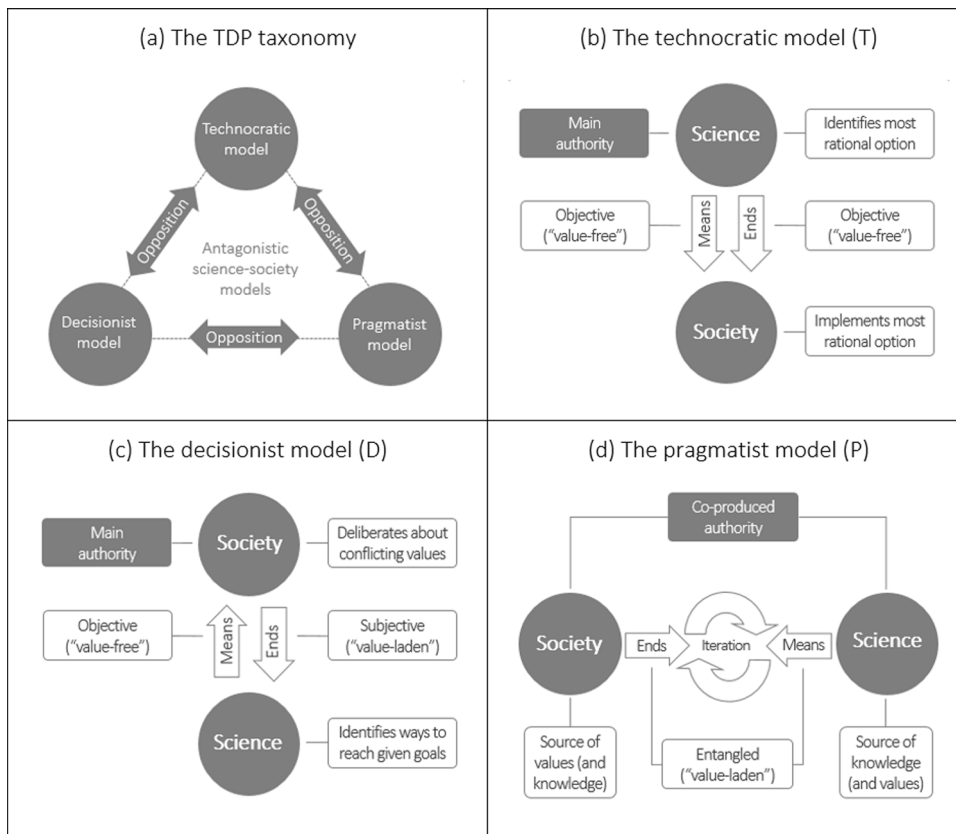 (a) The TDP taxonomy
Technocratic
model
Opposition
Opposition
Antagonistic
science-society
models
Decisionist
model
Opposition
Pragmatist
model
(b) The technocratic model (T)
Main
authority
Science
Identifies most
rational option
Objective
(“value-free”)
Means
Ends
Objective
(“value-free”)
Society
Implements most
rational option
(c) The decisionist model (D)
Main
authority
Society
Deliberates about
conflicting values
Objective
(“value-free”)
Means
Ends
Subjective
(“value-laden”)
Science
Identifies ways to
reach given goals
(d) The pragmatist model (P)
Co-produced
authority
Society
Ends
Iteration
Means
Science
Source of
values (and
knowledge)
Entangled
(“value-laden”)
Source of
knowledge
(and values)